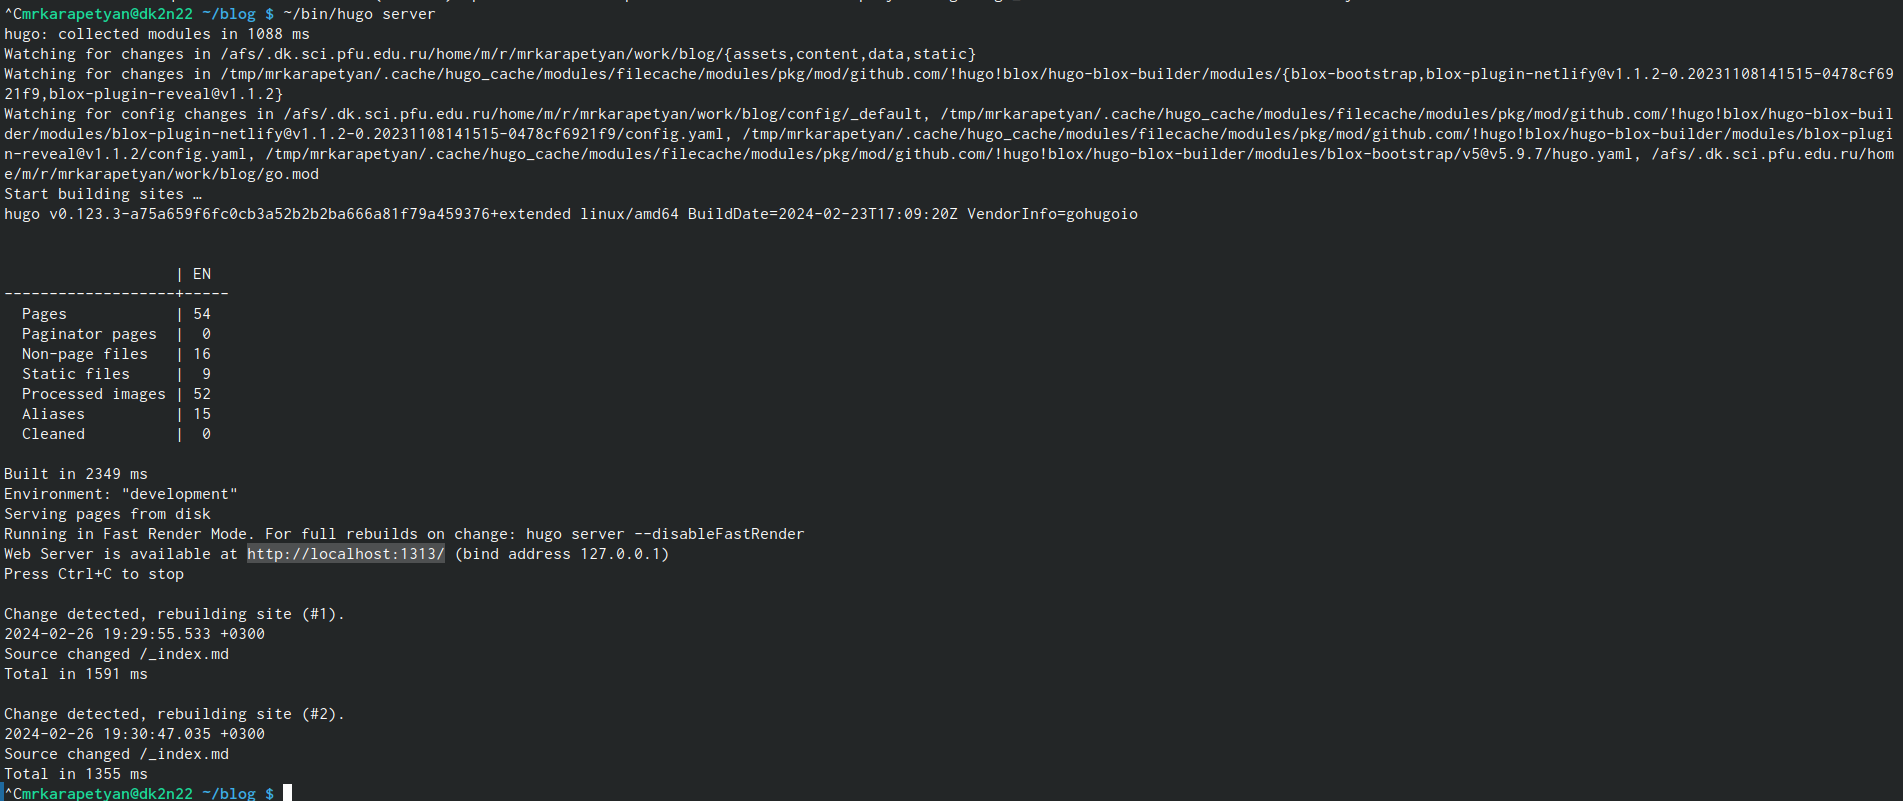 ^Cmrkarapetyan@dk2n22 ~/blog $ ~/bin/hugo server
hugo: collected modules in 1088 ms
Watching for changes in /afs/.dk.sci.pfu.edu.ru/home/m/r/mrkarapetyan/work/blog/{assets,content,data,static}
Watching for changes in /tmp/mrkarapetyan/.cache/hugo_cache/modules/filecache/modules/pkg/mod/github.com/!hugo!blox/hugo-blox-builder/modules/{blox-bootstrap,blox-plugin-netlify@v1.1.2-0.20231108141515-0478cf69
21f9,blox-plugin-reveal@v1.1.2}
Watching for config changes in /afs/.dk.sci.pfu.edu.ru/home/m/r/mrkarapetyan/work/blog/config/_default, /tmp/mrkarapetyan/.cache/hugo_cache/modules/filecache/modules/pkg/mod/github.com/!hugo!blox/hugo-blox-buil
der/modules/blox-plugin-netlify@v1.1.2-0.20231108141515-0478cf6921f9/config.yaml, /tmp/mrkarapetyan/.cache/hugo_cache/modules/filecache/modules/pkg/mod/github.com/!hugo!blox/hugo-blox-builder/modules/blox-plugi
n-reveal@v1.1.2/config.yaml, /tmp/mrkarapetyan/.cache/hugo_cache/modules/filecache/modules/pkg/mod/github.com/!hugo!blox/hugo-blox-builder/modules/blox-bootstrap/v5@v5.9.7/hugo.yaml, /afs/.dk.sci.pfu.edu.ru/hom
e/m/r/mrkarapetyan/work/blog/go.mod
Start building sites …
hugo v0.123.3-a75a659f6fc0cb3a52b2b2ba666a81f79a459376+extended linux/amd64 BuildDate=2024-02-23T17:09:20Z VendorInfo=gohugoio
                   | EN
-------------------+-----
  Pages            | 54
  Paginator pages  |  0
  Non-page files   | 16
  Static files     |  9
  Processed images | 52
  Aliases          | 15
  Cleaned          |  0
Built in 2349 ms
Environment: "development"
Serving pages from disk
Running in Fast Render Mode. For full rebuilds on change: hugo server --disableFastRender
Web Server is available at http://localhost:1313/ (bind address 127.0.0.1)
Press Ctrl+C to stop
Change detected, rebuilding site (#1).
2024-02-26 19:29:55.533 +0300
Source changed /_index.md
Total in 1591 ms
Change detected, rebuilding site (#2).
2024-02-26 19:30:47.035 +0300
Source changed /_index.md
Total in 1355 ms
^Cmrkarapetyan@dk2n22 ~/blog $